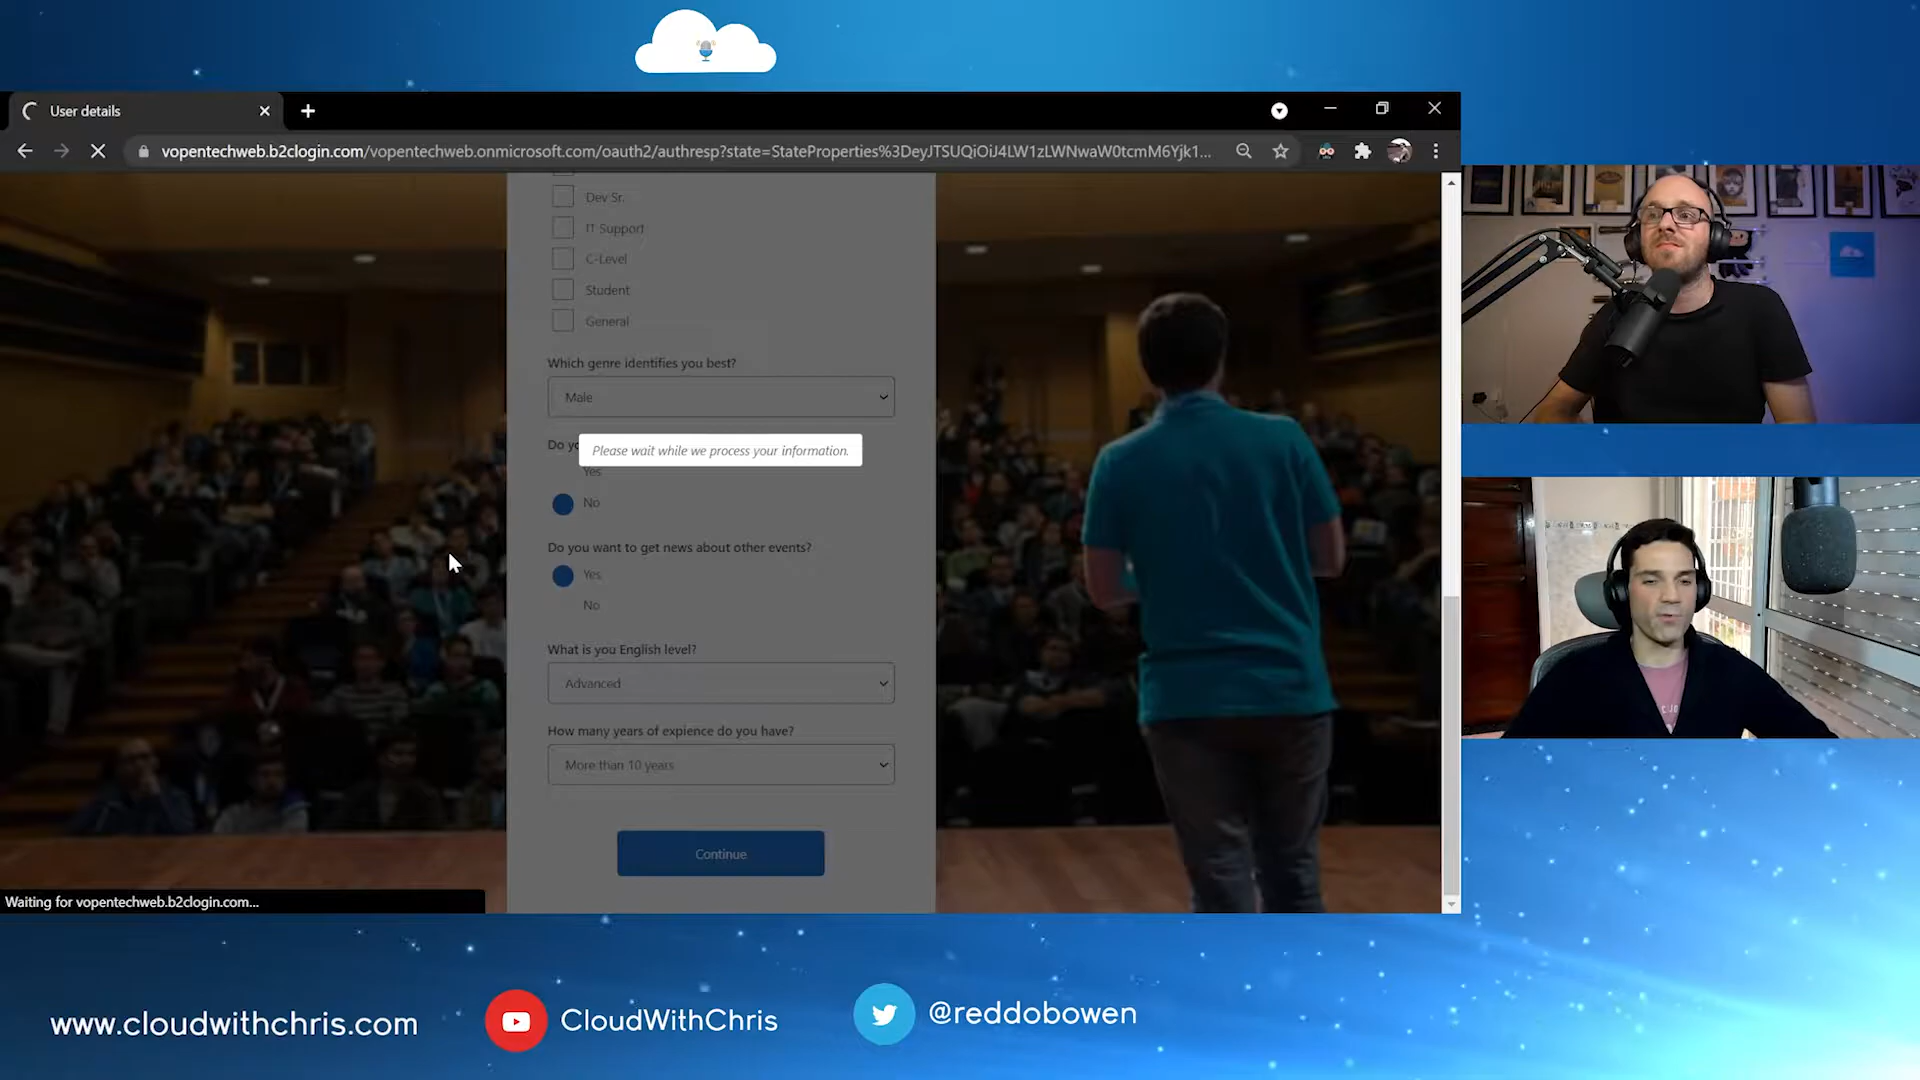 User details
vopentechweb.b2clogin.com/vopentechweb.onmicrosoft.com/oauth2/authresp?state=StateProperties%3DeyJTSUQiOiJ4LW1zLWNwaW0tcmM6Yjk1...
Dev Sr.
IT Support
C-Level
Student
General
Which genre identifies you best?
Male
Do yo
Please wait while we process your information.
Yes
No
Do you want to get news about other events?
Yes
No
What is you English level?
Advanced
How many years of expience do you have?
More than 10 years
Continue
Waiting for vopentechweb.b2clogin.com...
www.cloudwithchris.com
CloudWithChris
@reddobowen